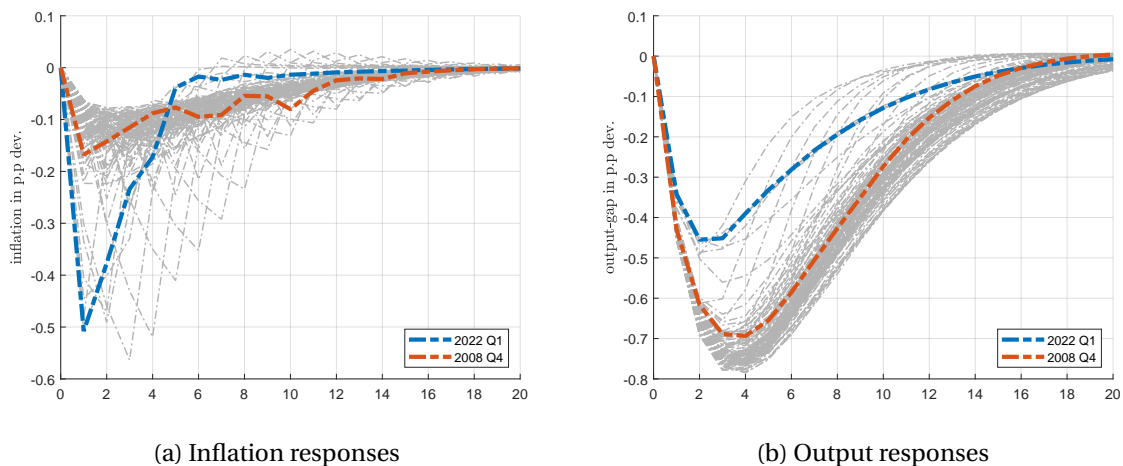 0.1
0
-0.1
-0.2
-0.3
-0.4
-0.5
-0.6
inflation in p.p dev.
0 2 4 6 8 10 12 14 16 18 20
2022 Q1
2008 Q4
(a) Inflation responses
0.1
0
-0.1
-0.2
-0.3
-0.4
-0.5
-0.6
-0.7
-0.8
output-gap in p.p dev.
0 2 4 6 8 10 12 14 16 18 20
2022 Q1
2008 Q4
(b) Output responses